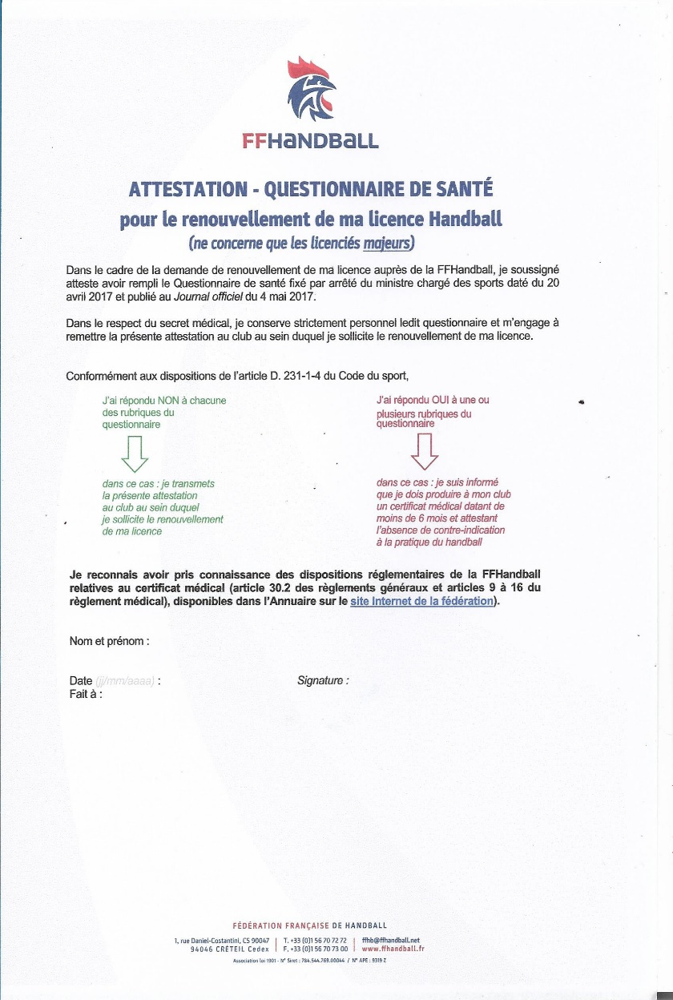 FFHANDBALL
ATTESTATION - QUESTIONNAIRE DE SANTÉ
pour le renouvellement de ma licence Handball
(ne concerne que les licenciés majeurs)
Dans le cadre de la demande de renouvellement de ma licence auprès de la FFHandball, je soussigné
atteste avoir rempli le Questionnaire de santé fixé par arrêté du ministre chargé des sports daté du 20
avril 2017 et publié au Journal officiel du 4 mai 2017.
Dans le respect du secret médical, je conserve strictement personnel ledit questionnaire et m'engage à
remettre la présente attestation au club au sein duquel je sollicite le renouvellement de ma licence.
Conformément aux dispositions de l'article D. 231-1-4 du Code du sport,
J'ai répondu NON à chacune
des rubriques du
questionnaire
dans ce cas : je transmets
la présente attestation
au club au sein duquel
je sollicite le renouvellement
de ma licence
J'ai répondu OUI à une ou
plusieurs rubriques du
questionnaire
dans ce cas : je suis informé
que je dois produire à mon club
un certificat médical datant de
moins de 6 mois et attestant
l'absence de contre-indication
à la pratique du handball
Je reconnais avoir pris connaissance des dispositions réglementaires de la FFHandball
relatives au certificat médical (article 30.2 des règlements généraux et articles 9 à 16 du
règlement médical), disponibles dans l'Annuaire sur le site Internet de la fédération).
Nom et prénom :
Date (jj/mm/aaaa) :
Signature :
Fait à :
FÉDÉRATION FRANÇAISE DE HANDBALL
1, rue Daniel-Costantini, CS 90047 | T. +33 (0)1 56 70 72 72 | ffhb@ffhandball.net
94046 CRÉTEIL Cedex | F. +33 (0)1 56 70 73 00 | www.ffhandball.fr
Association loi 1901 - N° Siret : 784.544.769.00044 / N° APE : 9319 Z